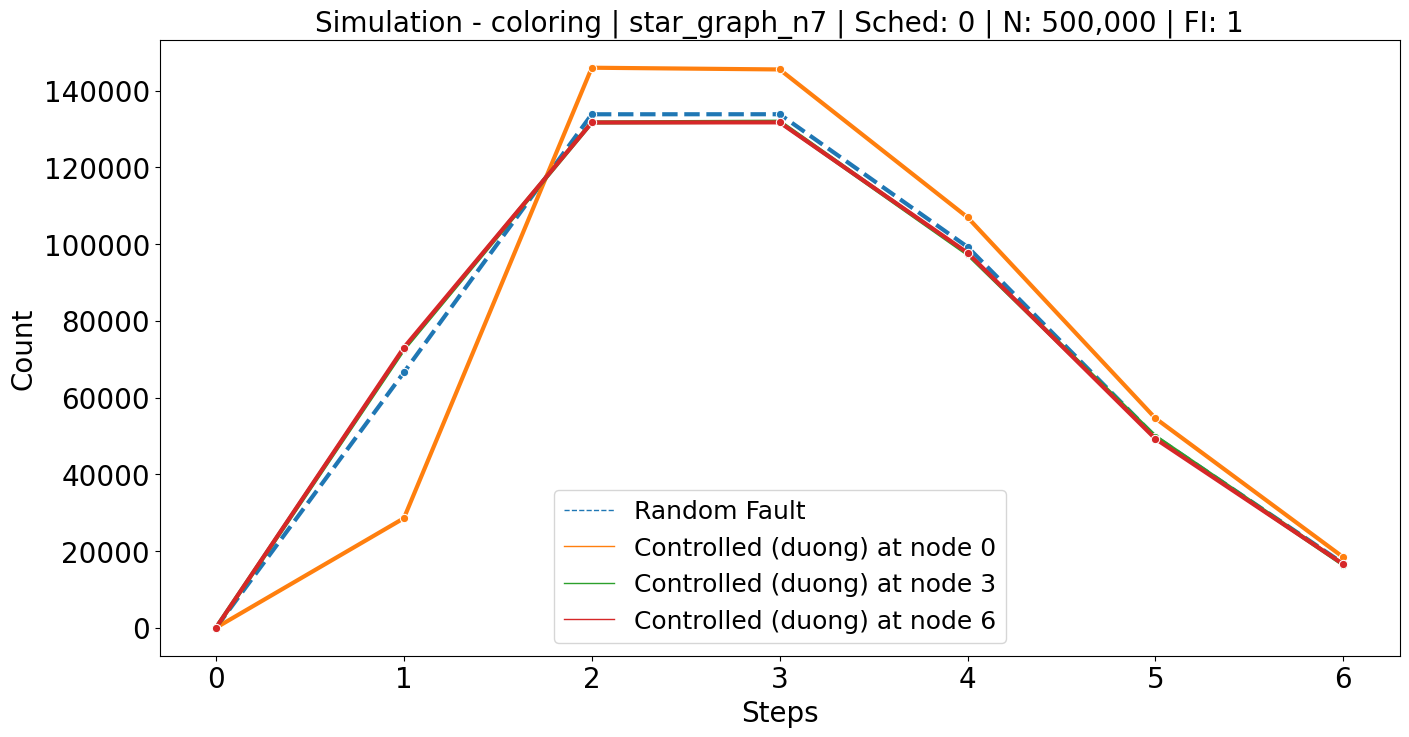 Simulation - coloring | star_graph_n7 | Sched: 0 | N: 500,000 | FI: 1
Count
140000
120000
100000
80000
60000
40000
20000
0
Random Fault
Controlled (duong) at node 0
Controlled (duong) at node 3
Controlled (duong) at node 6
0 1 2 3 4 5 6
Steps